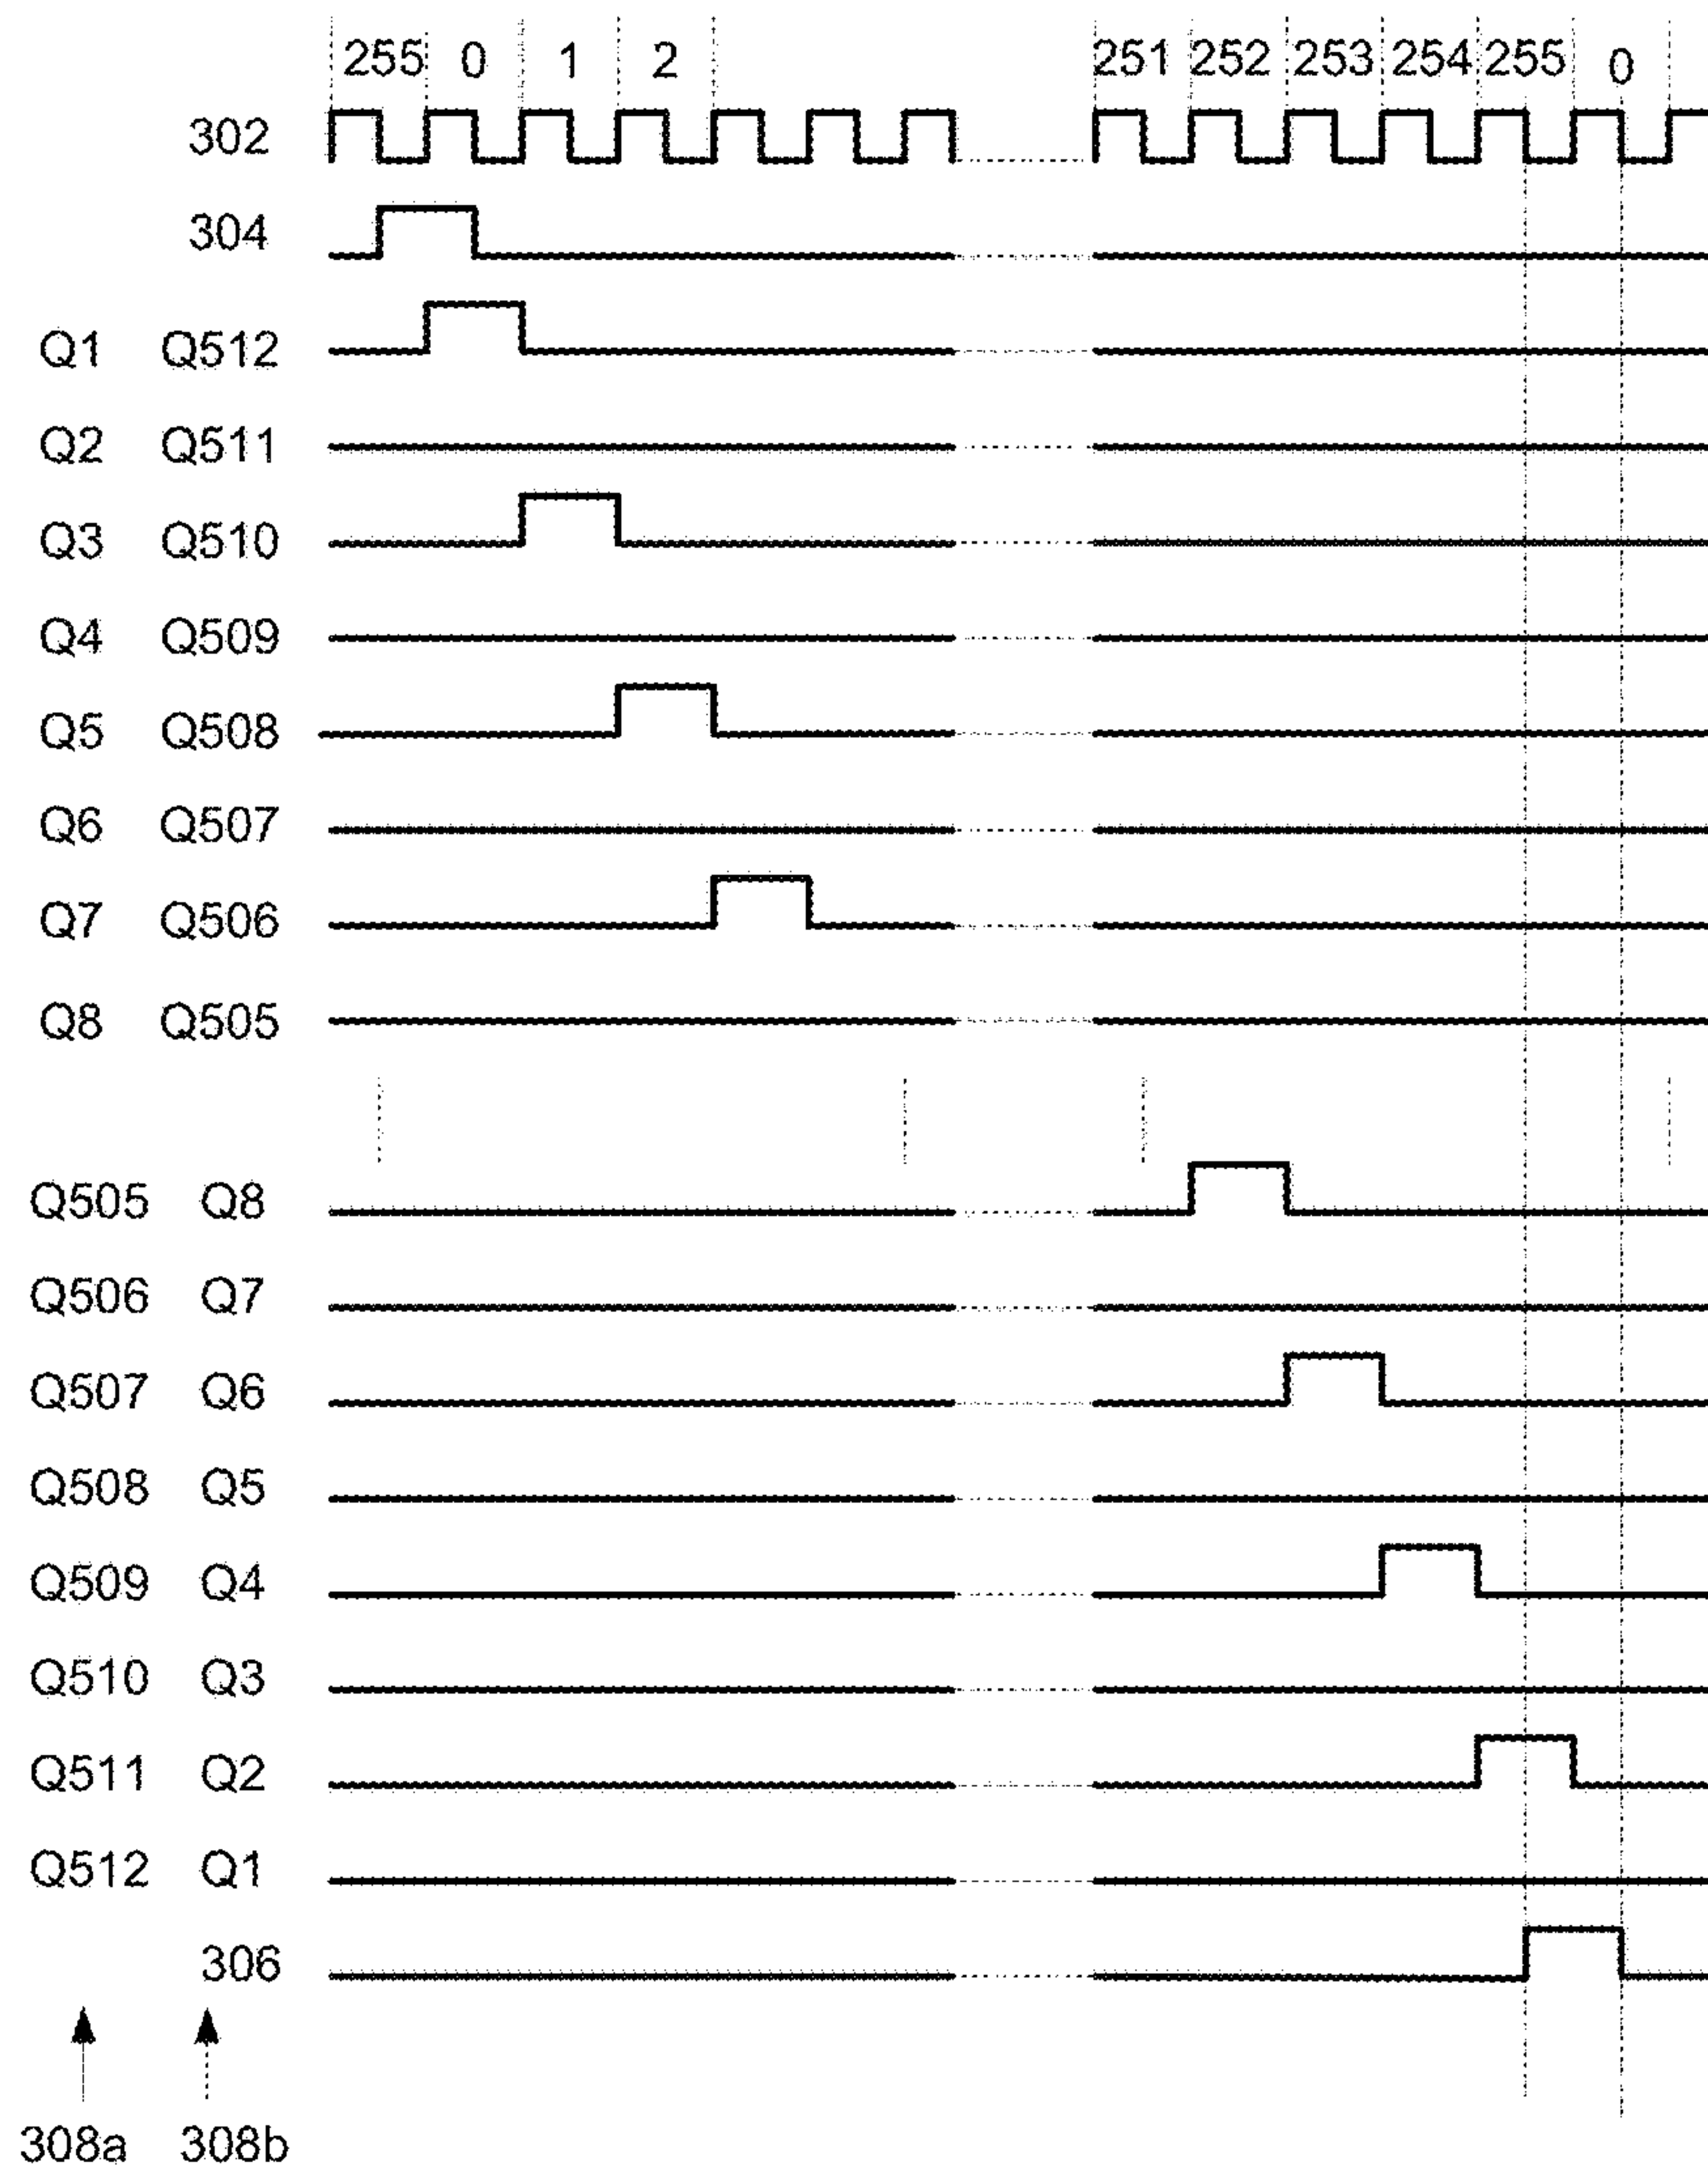 255 0 1 2 251 252 253 254 255 0
302
304
Q1 Q512
Q2 Q511
Q3 Q510
Q4 Q509
Q5 Q508
Q6 Q507
Q7 Q506
Q8 Q505
Q505 Q8
Q506 Q7
Q507 Q6
Q508 Q5
Q509 Q4
Q510 Q3
Q511 Q2
Q512 Q1
306
308a 308b